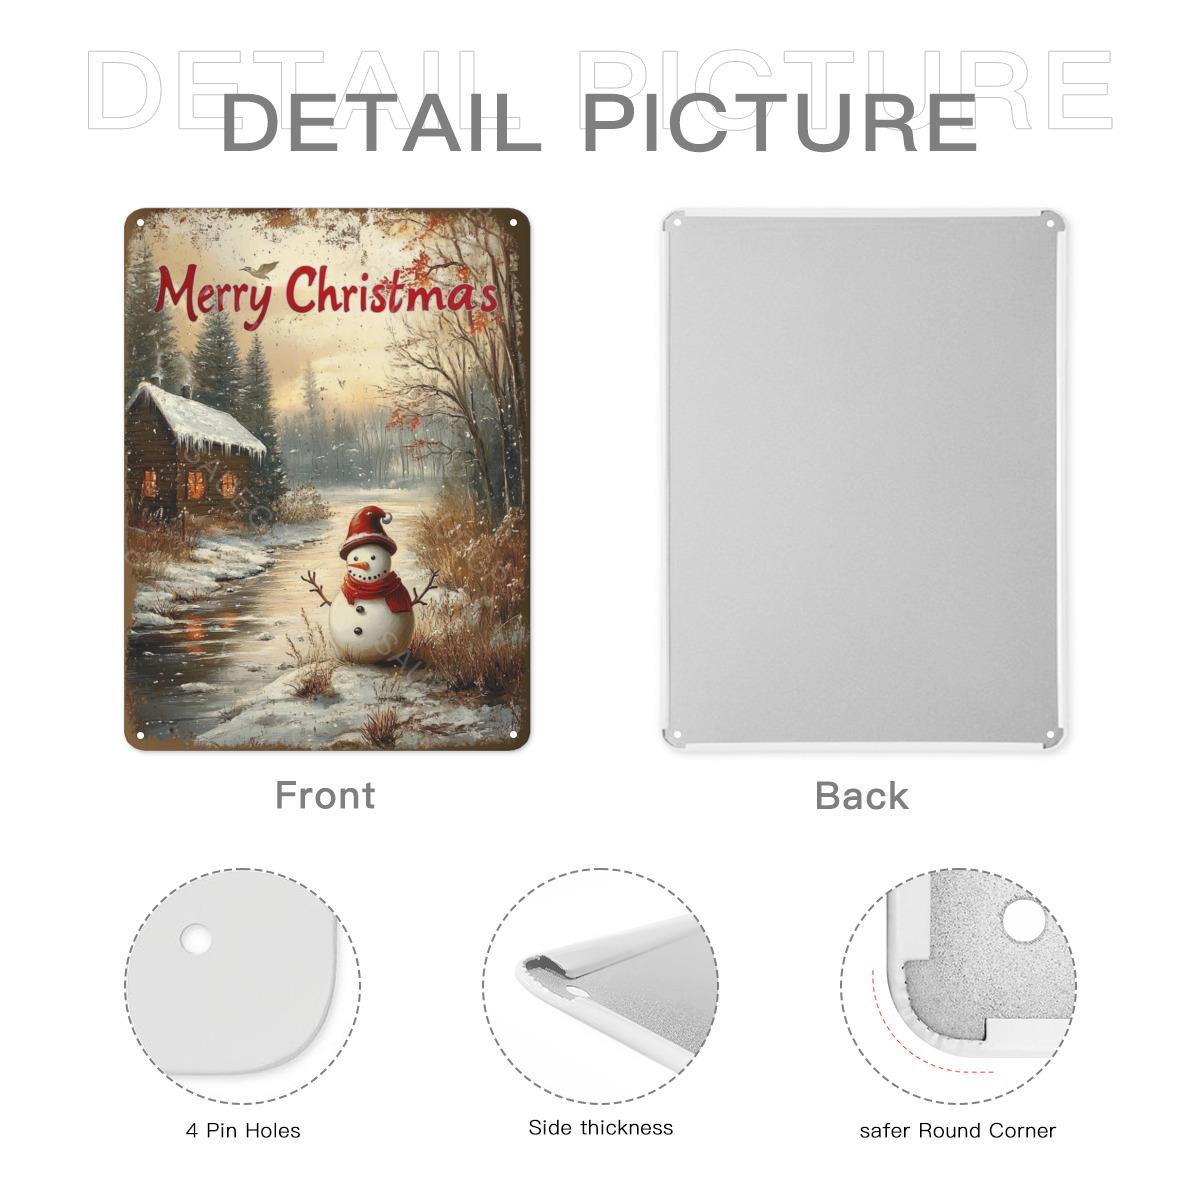 DETAIL PICTURE
DETAIL PICTURE
Merry Christmas
Front
Back
4 Pin Holes
Side thickness
safer Round Corner